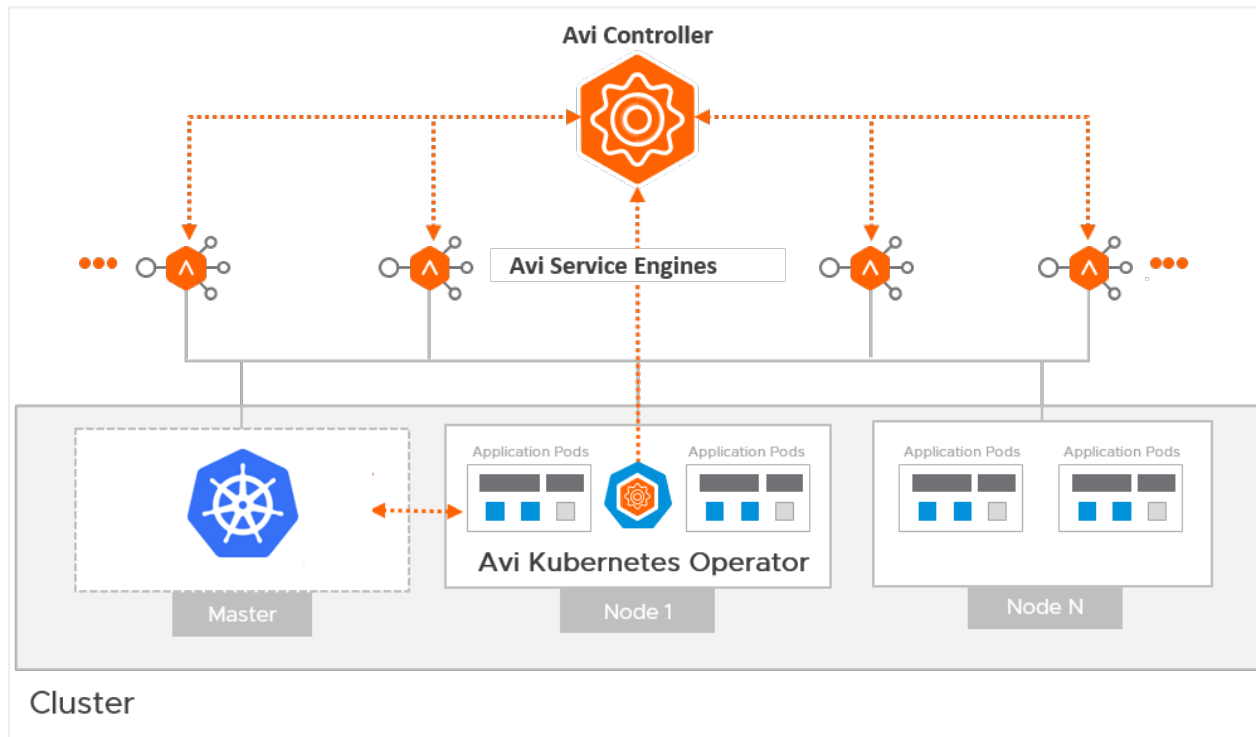 Avi Controller
Avi Service Engines
Application Pods
Application Pods
Application Pods
Application Pods
Avi Kubernetes Operator
Master
Node 1
Node N
Cluster